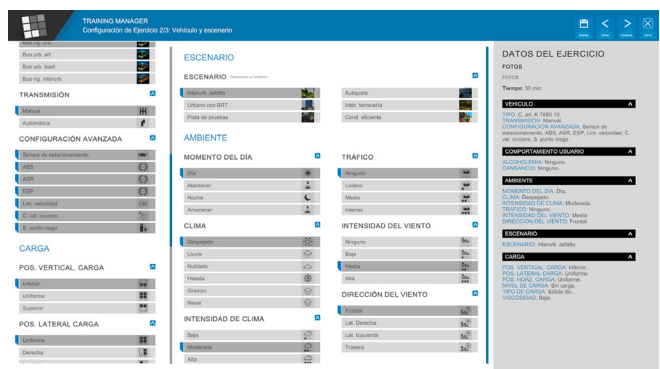 TRAINING MANAGER
Configuración de Ejercicio 2/3: Vehículo y escenario
Bus urb. art.
Bus urb. biart.
Bus rig. interurb.
TRANSMISIÓN
Manual
Automática
CONFIGURACIÓN AVANZADA
Sensor de estacionamiento
ABS
ASR
ESP
Lim. velocidad
LIM
C. vel. crucero
S. punto ciego
CARGA
POS. VERTICAL. CARGA
Inferior
Uniforme
Superior
POS. LATERAL CARGA
Uniforme
Derecha
ESCENARIO
ESCENARIO
Interurb. asfalto
Urbano con BRT
Pista de pruebas
Autopista
Inter. terracería
Cond. eficiente
AMBIENTE
MOMENTO DEL DÍA
Día
Atardecer
Noche
Amanecer
CLIMA
Despejado
Lluvia
Nublado
Helada
Granizo
Nieve
INTENSIDAD DE CLIMA
Baja
Moderada
Alta
TRÁFICO
Ninguno
Liviano
Medio
Intenso
INTENSIDAD DEL VIENTO
Ninguno
Baja
Media
Alta
DIRECCIÓN DEL VIENTO
Frontal
Lat. Derecha
Lat. Izquierda
Trasera
DATOS DEL EJERCICIO
FOTOS
FOTOS
Tiempo: 30 min.
VEHICULO
TIPO: C. art. K T680 10.
TRANSMISION: Manual.
CONFIGURACION AVANZADA: Sensor de
estacionamiento, ABS, ASR, ESP, Lim. velocidad, C.
vel. crucero, S. punto ciego.
COMPORTAMIENTO USUARIO
ALCOHOLEMIA: Ninguno.
CANSANCIO: Ninguno.
AMBIENTE
MOMENTO DEL DÍA: Día.
CLIMA: Despejado.
INTENSIDAD DE CLIMA: Moderada.
TRAFICO: Ninguno.
INTENSIDAD DEL VIENTO: Media.
DIRECCIÓN DEL VIENTO: Frontal.
ESCENARIO
ESCENARIO: Interurb. asfalto.
CARGA
POS. VERTICAL. CARGA: Inferior.
POS. LATERAL CARGA: Uniforme.
POS. HORZ. CARGA: Uniforme.
NIVEL DE CARGA: Sin carga.
TIPO DE CARGA: Sólida div..
VISCOSIDAD: Baja.